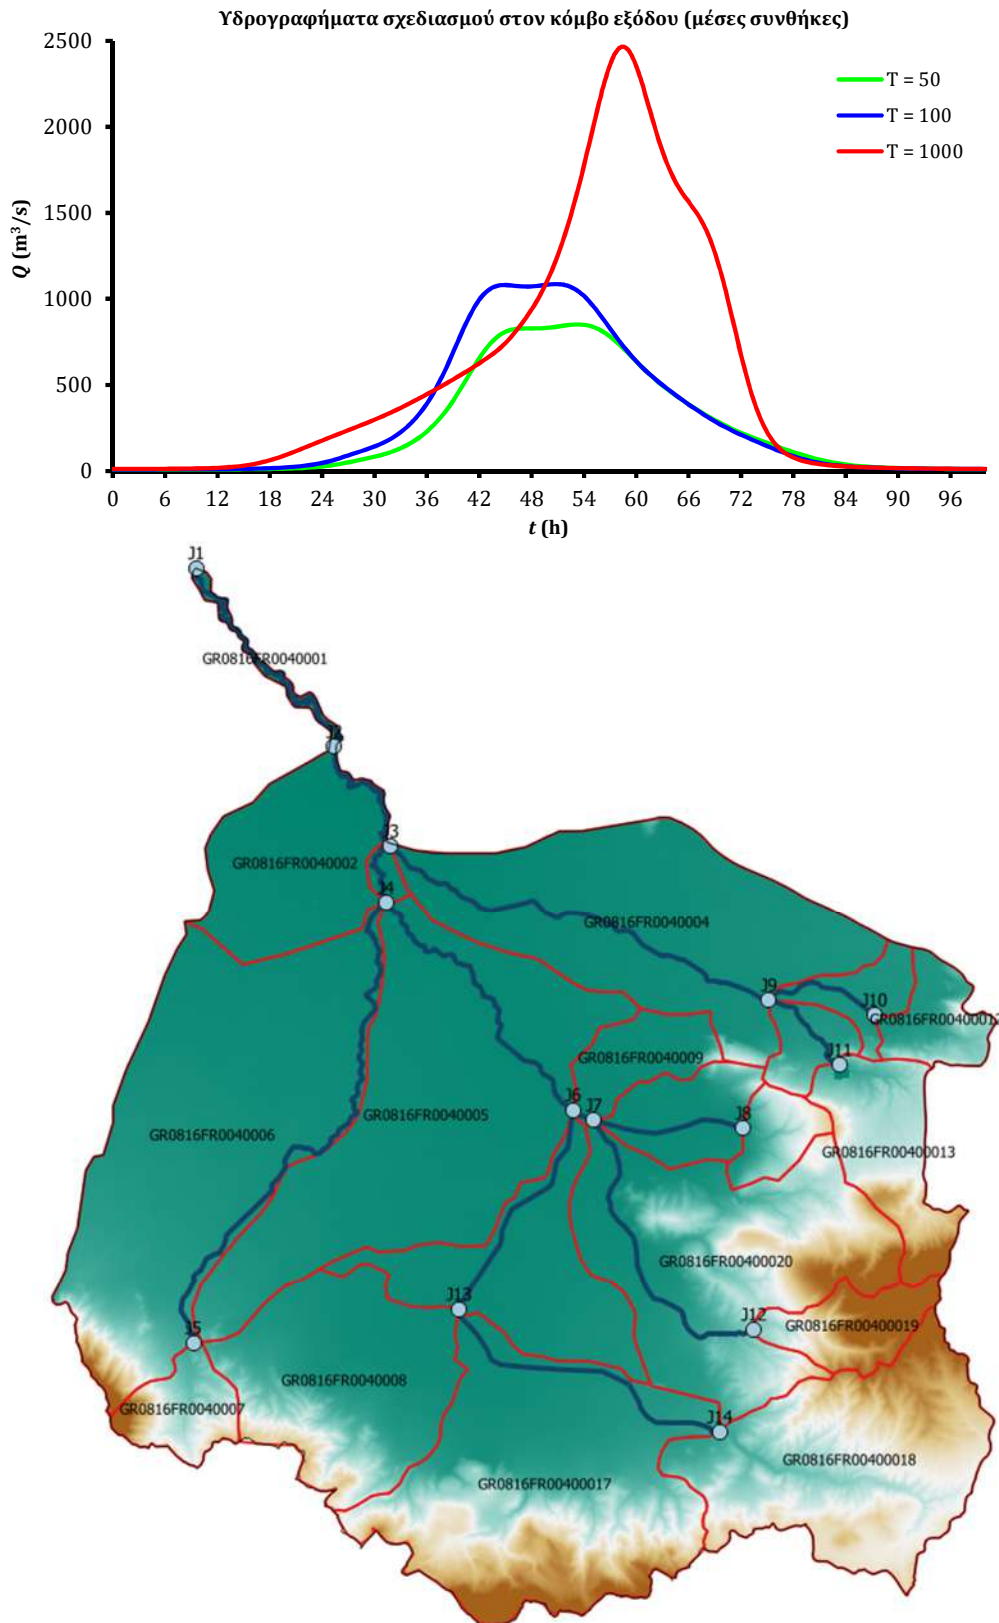 Υδρογραφήματα σχεδιασμού στον κόμβο εξόδου (μέσες συνθήκες)
2500
2000
1500
1000
500
0
Q (m³/s)
T = 50
T = 100
T = 1000
0 6 12 18 24 30 36 42 48 54 60 66 72 78 84 90 96
t (h)
J1
GR0816FR0040001
J3
GR0816FR0040002
J4
GR0816FR0040004
J9
J10
GR0816FR00400012
J11
GR0816FR0040009
J6
J7
J8
GR0816FR0040005
GR0816FR0040006
GR0816FR00400013
GR0816FR00400020
J13
J12
GR0816FR00400019
J5
GR0816FR0040008
GR0816FR0040007
J14
GR0816FR00400018
GR0816FR00400017